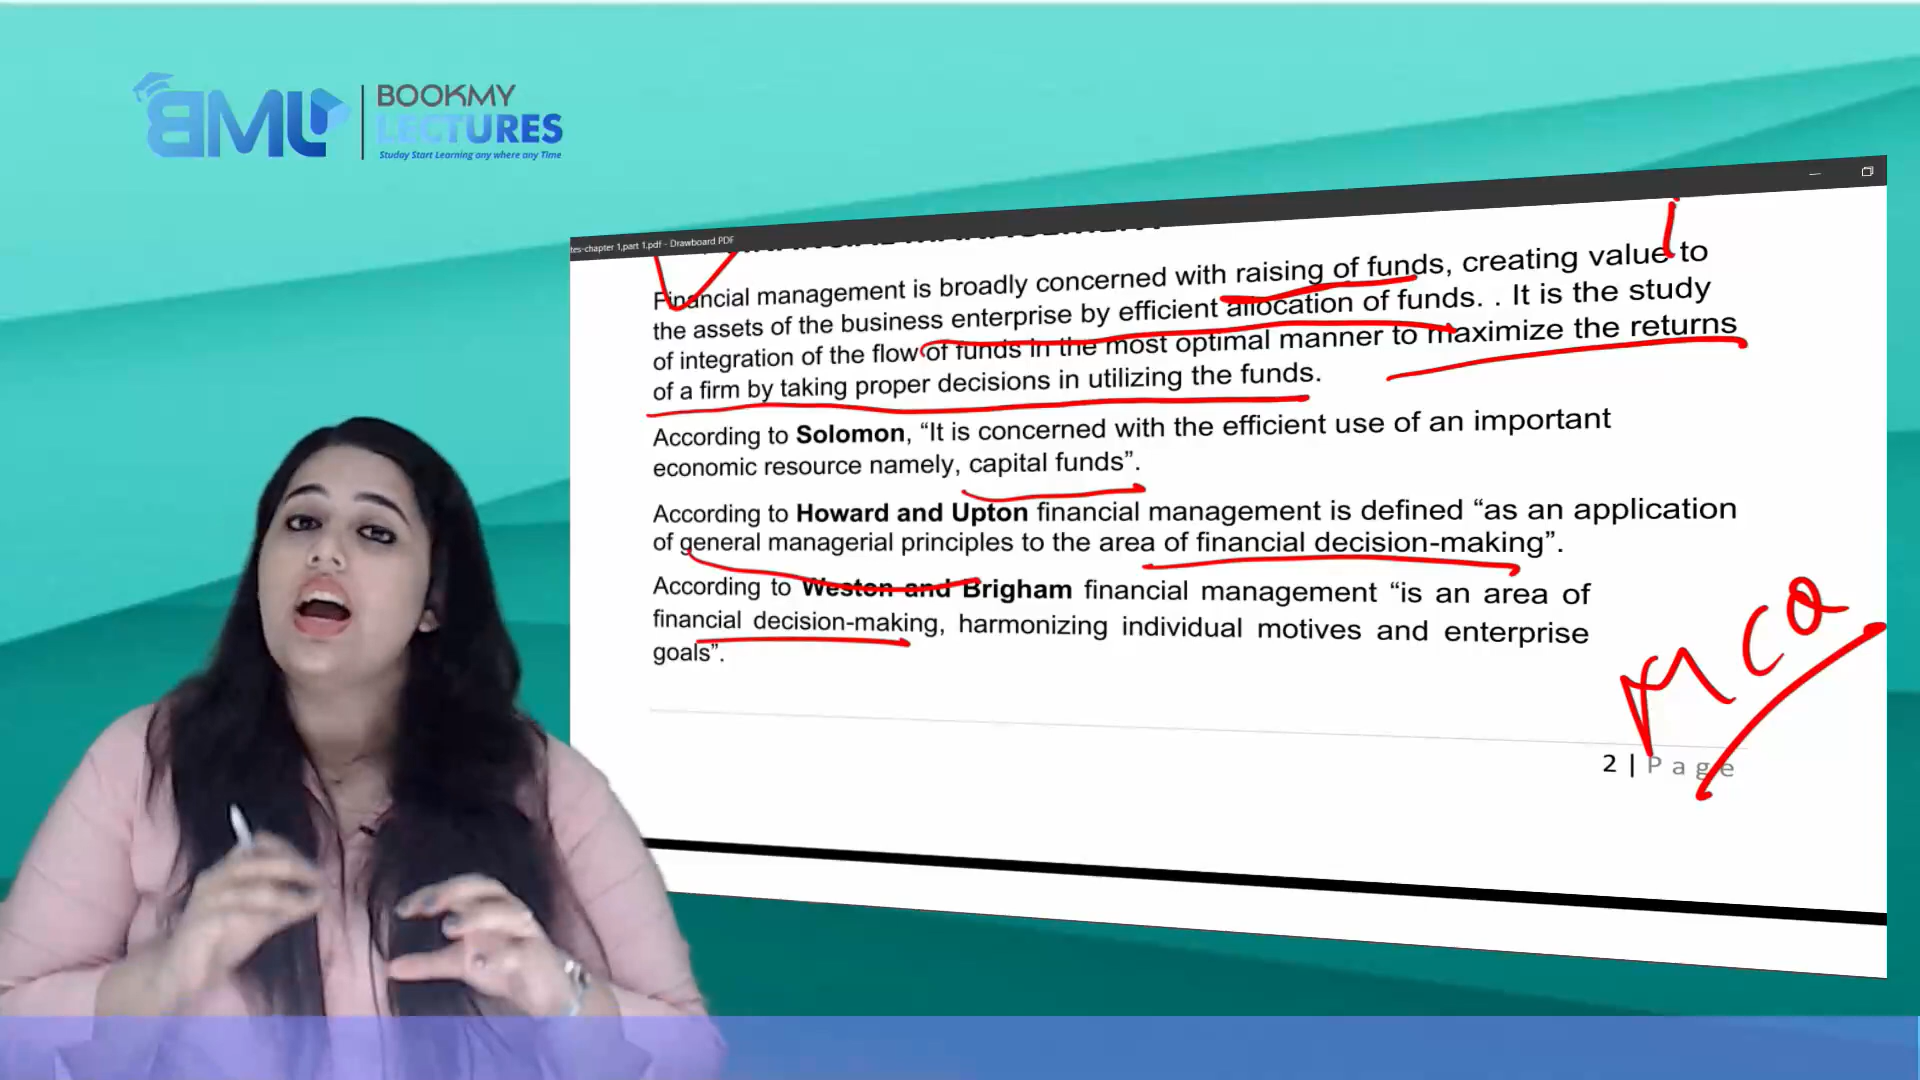 BML
BOOKMY
LECTURES
Studay Start Learning any where any Time
tes-chapter 1,part 1.pdf - Drawboard PDF
Financial management is broadly concerned with raising of funds, creating value to
the assets of the business enterprise by efficient allocation of funds. . It is the study
of integration of the flow of funds in the most optimal manner to maximize the returns
of a firm by taking proper decisions in utilizing the funds.
According to Solomon, “It is concerned with the efficient use of an important
economic resource namely, capital funds”.
According to Howard and Upton financial management is defined “as an application
of general managerial principles to the area of financial decision-making”.
According to Weston and Brigham financial management “is an area of
financial decision-making, harmonizing individual motives and enterprise
goals”.
MCQ
2 | Page